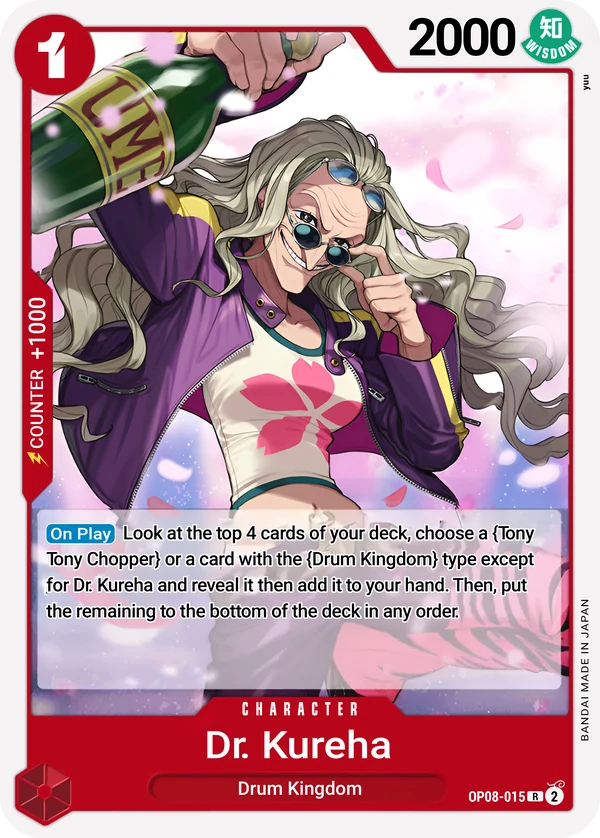 1
2000
知
WISDOM
yuu
UME
COUNTER +1000
On Play Look at the top 4 cards of your deck, choose a {Tony
Tony Chopper} or a card with the {Drum Kingdom} type except
for Dr. Kureha and reveal it then add it to your hand. Then, put
the remaining to the bottom of the deck in any order.
BANDAI MADE IN JAPAN
CHARACTER
Dr. Kureha
Drum Kingdom
OP08-015 R 2